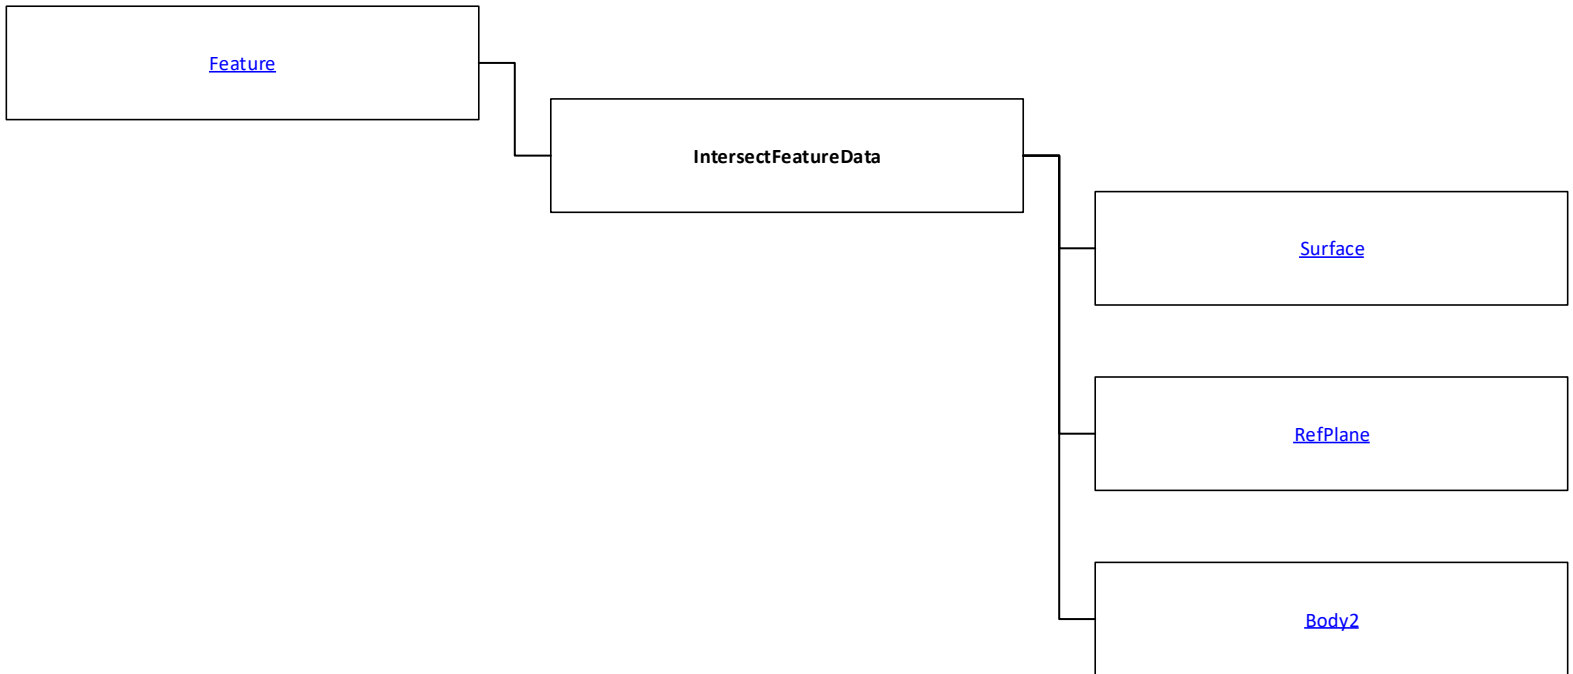 Feature
IntersectFeatureData
Surface
RefPlane
Body2